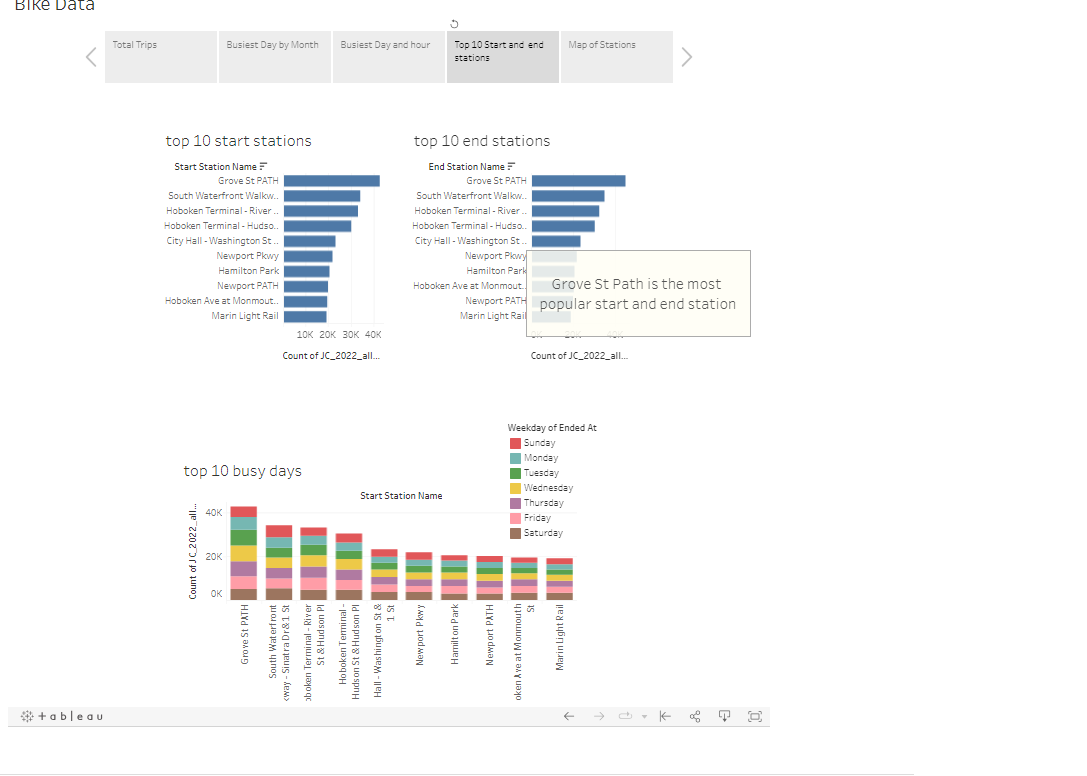 Bike Data
Total Trips
Busiest Day by Month
Busiest Day and hour
Top 10 Start and end
stations
Map of Stations
top 10 start stations
Start Station Name
Grove St PATH
South Waterfront Walkw..
Hoboken Terminal - River ..
Hoboken Terminal - Hudso..
City Hall - Washington St ..
Newport Pkwy
Hamilton Park
Newport PATH
Hoboken Ave at Monmout..
Marin Light Rail
10K 20K 30K 40K
Count of JC_2022_all...
top 10 end stations
End Station Name
Grove St PATH
South Waterfront Walkw..
Hoboken Terminal - River ..
Hoboken Terminal - Hudso..
City Hall - Washington St ..
Newport Pkwy
Hamilton Park
Hoboken Ave at Monmout..
Newport PATH
Marin Light Rail
0K 20K 40K
Count of JC_2022_all...
Grove St Path is the most
popular start and end station
Weekday of Ended At
Sunday
Monday
Tuesday
Wednesday
Thursday
Friday
Saturday
top 10 busy days
Start Station Name
Count of JC_2022_all...
40K
20K
0K
Grove St PATH
South Waterfront
kway - Sinatra Dr & 1 St
oboken Terminal - River
St & Hudson Pl
Hoboken Terminal -
Hudson St & Hudson Pl
Hall - Washington St &
1 St
Newport Pkwy
Hamilton Park
Newport PATH
oken Ave at Monmouth
St
Marin Light Rail
+ a b l e a u